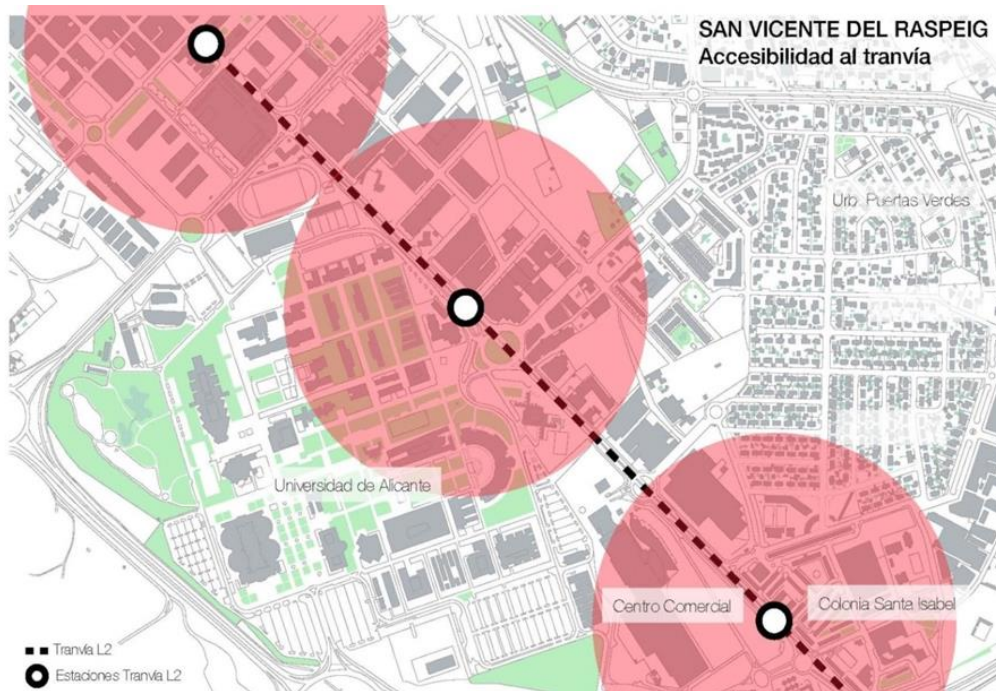 SAN VICENTE DEL RASPEIG
Accesibilidad al tranvía
Urb. Puertas Verdes
Universidad de Alicante
Centro Comercial
Colonia Santa Isabel
Tranvía L2
Estaciones Tranvía L2